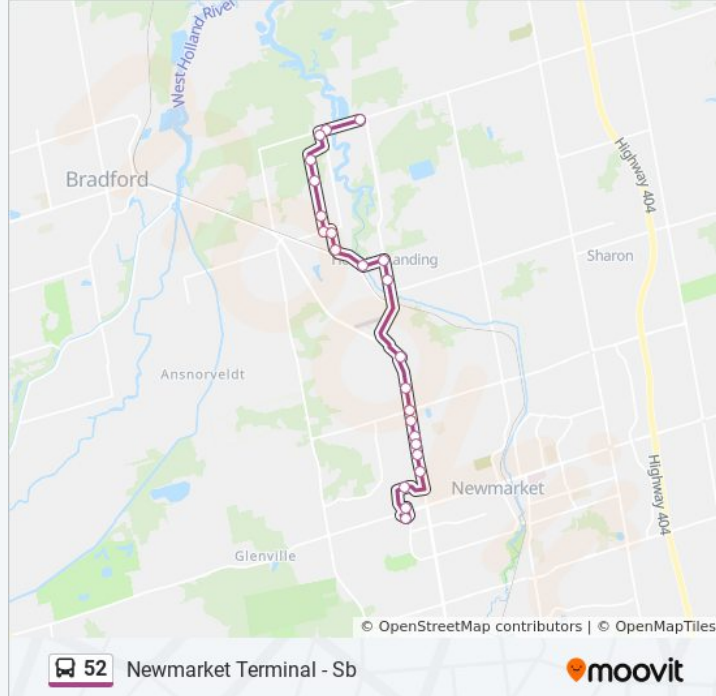 West Holland River
Bradford
Highway 404
Sharon
anding
Ansnorveldt
Newmarket
Highway 404
Glenville
© OpenStreetMap contributors | © OpenMapTiles
52 Newmarket Terminal - Sb
moovit